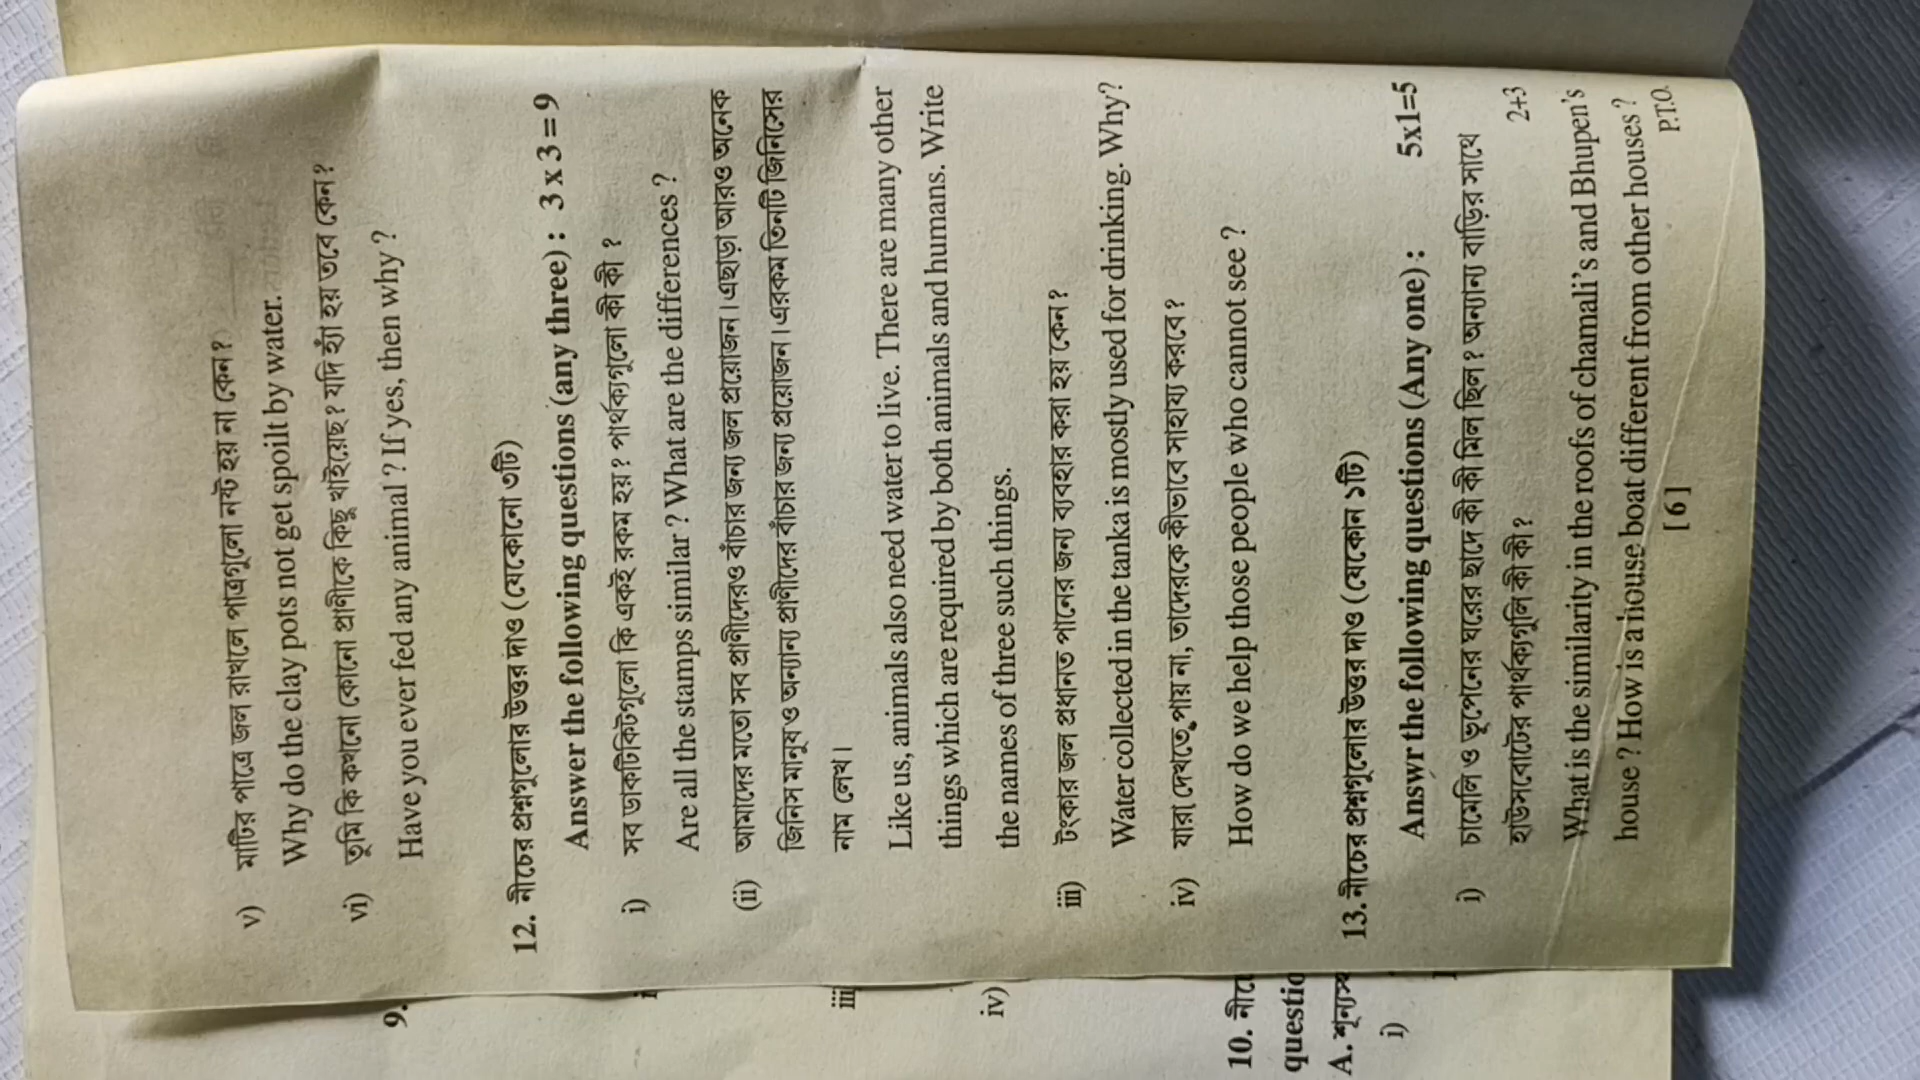 v) মাটির পাত্রে জল রাখলে পাত্রগুলো নষ্ট হয় না কেন?
Why do the clay pots not get spoilt by water.
vi) তুমি কি কখনো কোনো প্রাণীকে কিছু খাইয়েছ? যদি হ্যাঁ হয় তবে কেন?
Have you ever fed any animal ? If yes, then why ?
12. নীচের প্রশ্নগুলোর উত্তর দাও (যেকোনো ৩টি)
Answer the following questions (any three) : 3 x 3 = 9
i) সব ডাকটিকিটগুলো কি একই রকম হয়? পার্থক্যগুলো কী কী ?
Are all the stamps similar ? What are the differences ?
(ii) আমাদের মতো সব প্রাণীদেরও বাঁচার জন্য জল প্রয়োজন। এছাড়া আরও অনেক
জিনিস মানুষ ও অন্যান্য প্রাণীদের বাঁচার জন্য প্রয়োজন। এরকম তিনটি জিনিসের
নাম লেখ।
Like us, animals also need water to live. There are many other
things which are required by both animals and humans. Write
the names of three such things.
iii) টংকার জল প্রধানত পানের জন্য ব্যবহার করা হয় কেন?
Water collected in the tanka is mostly used for drinking. Why?
iv) যারা দেখতে পায় না, তাদেরকে কীভাবে সাহায্য করবে?
How do we help those people who cannot see ?
13. নীচের প্রশ্নগুলোর উত্তর দাও (যেকোন ১টি)
Answr the following questions (Any one) : 5x1=5
i) চামেলি ও ভূপেনের ঘরের ছাদে কী কী মিল ছিল? অন্যান্য বাড়ির সাথে
হাউসবোটের পার্থক্যগুলি কী কী? 2+3
What is the similarity in the roofs of chamali's and Bhupen's
house ? How is a house boat different from other houses ?
[ 6 ] P.T.O.
9.
iii
iv)
10. নীচে
questio
A.
i)